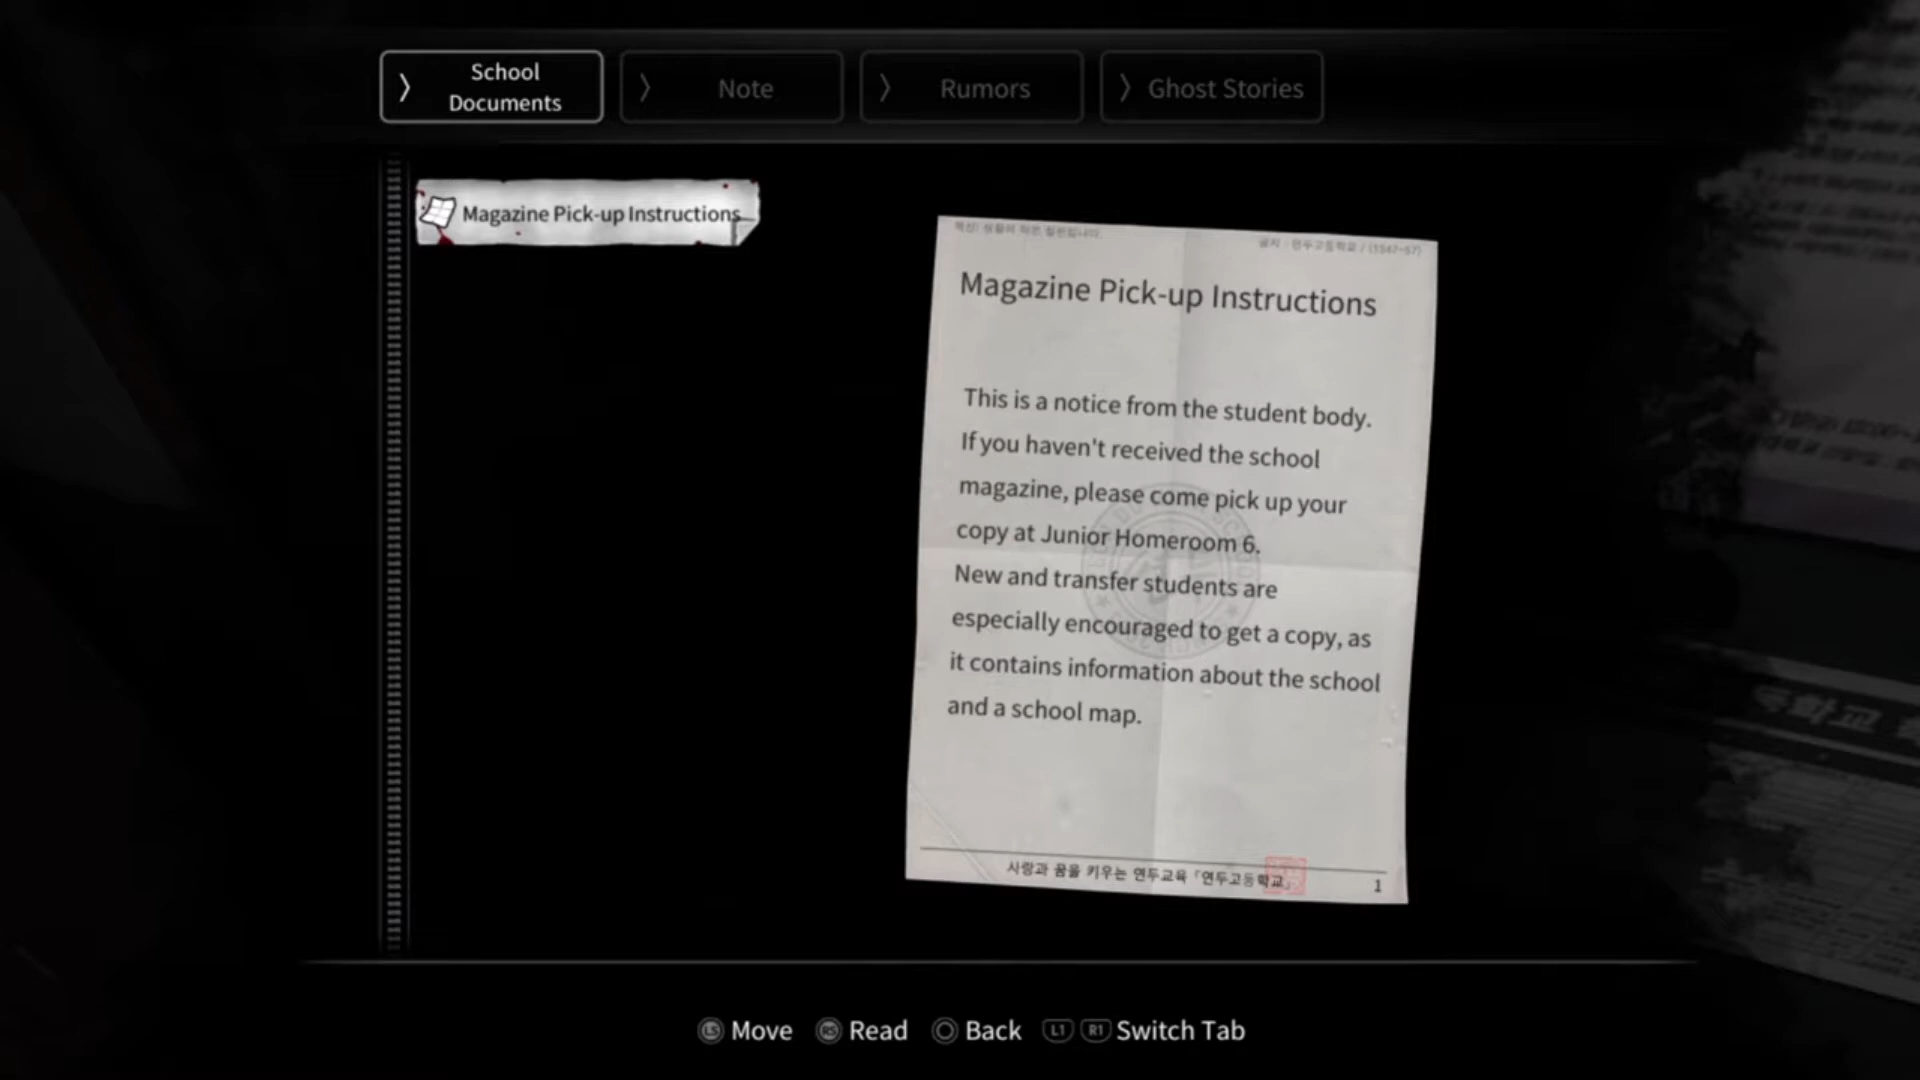 School
Documents
Note
Rumors
Ghost Stories
Magazine Pick-up Instructions
Magazine Pick-up Instructions
This is a notice from the student body.
If you haven't received the school
magazine, please come pick up your
copy at Junior Homeroom 6.
New and transfer students are
especially encouraged to get a copy, as
it contains information about the school
and a school map.
사랑과 꿈을 키우는 연두교육 「연두고등학교」
1
LS Move RS Read Back L1 R1 Switch Tab